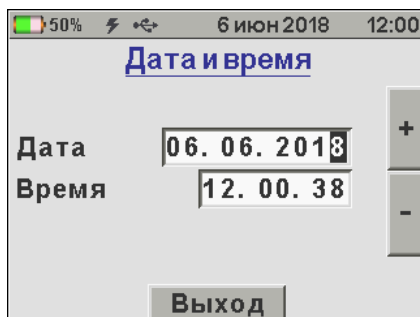 50% 6 июн 2018 12:00
Дата и время
+
Дата 06. 06. 2018
Время 12. 00. 38
-
Выход